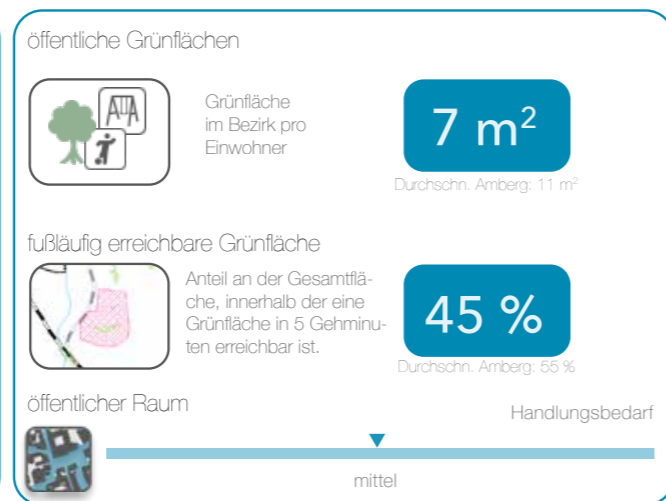 öffentliche Grünflächen
Grünfläche
im Bezirk pro
Einwohner
7 m²
Durchschn. Amberg: 11 m²
fußläufig erreichbare Grünfläche
Anteil an der Gesamtflä-
che, innerhalb der eine
Grünfläche in 5 Gehminu-
ten erreichbar ist.
45 %
Durchschn. Amberg: 55 %
öffentlicher Raum
Handlungsbedarf
mittel